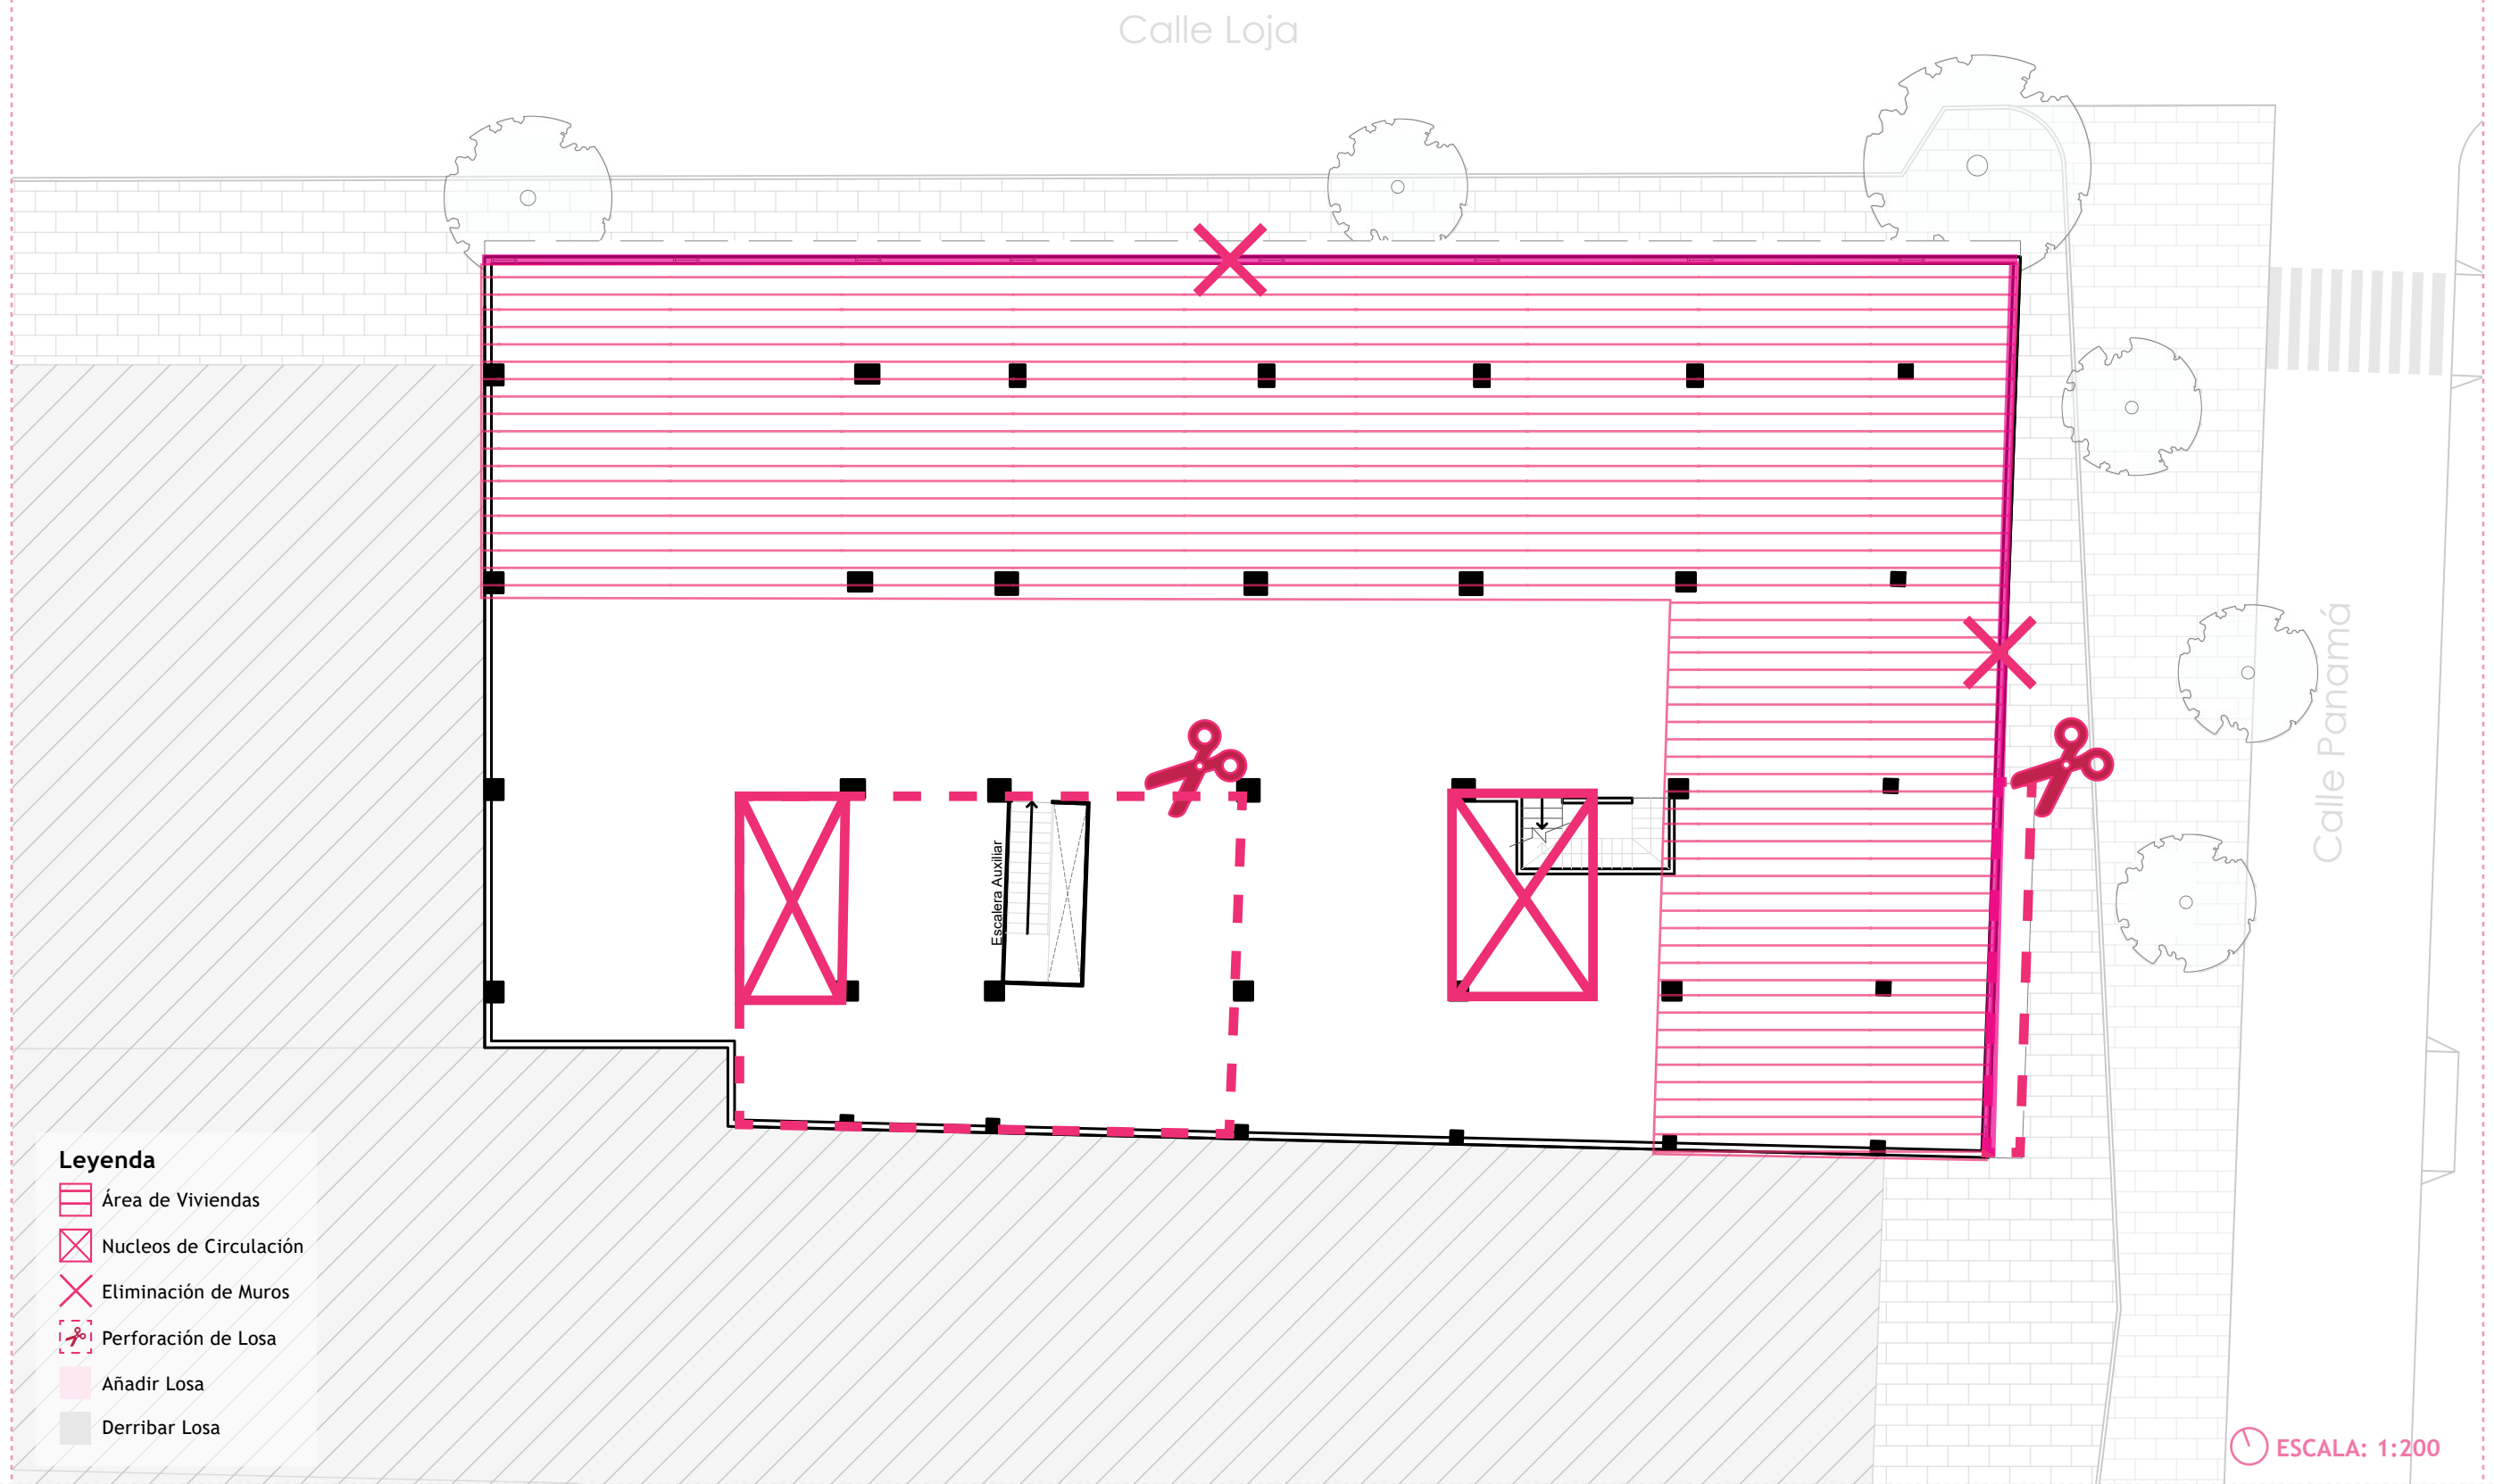 Calle Loja
Calle Panamá
Escalera Auxiliar
Leyenda
Área de Viviendas
Nucleos de Circulación
Eliminación de Muros
Perforación de Losa
Añadir Losa
Derribar Losa
ESCALA: 1:200